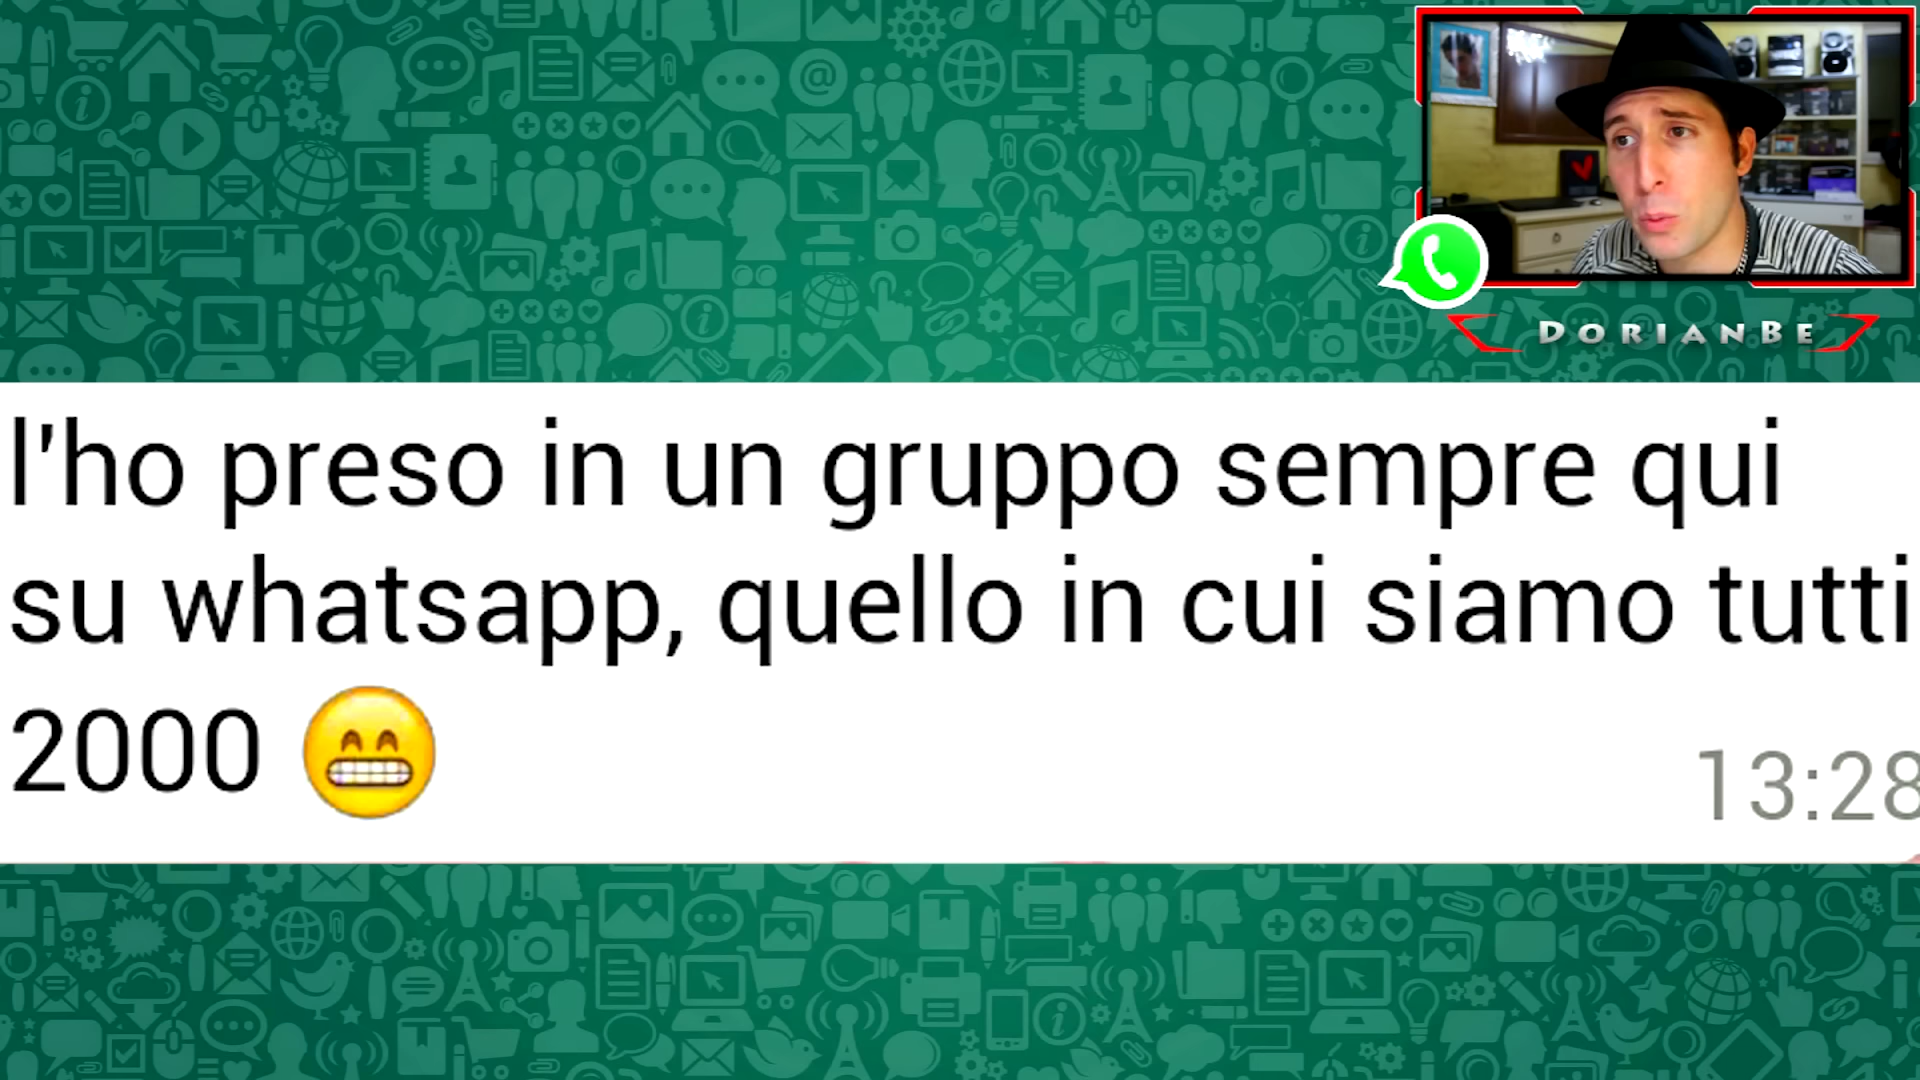 DORIANBE
l'ho preso in un gruppo sempre qui
su whatsapp, quello in cui siamo tutti
2000 😁
13:28